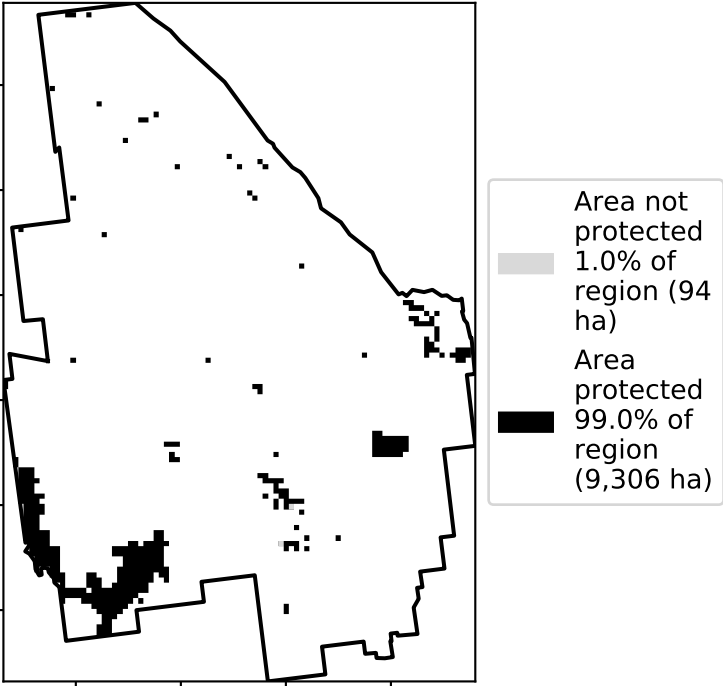 Area not
protected
1.0% of
region (94
ha)
Area
protected
99.0% of
region
(9,306 ha)